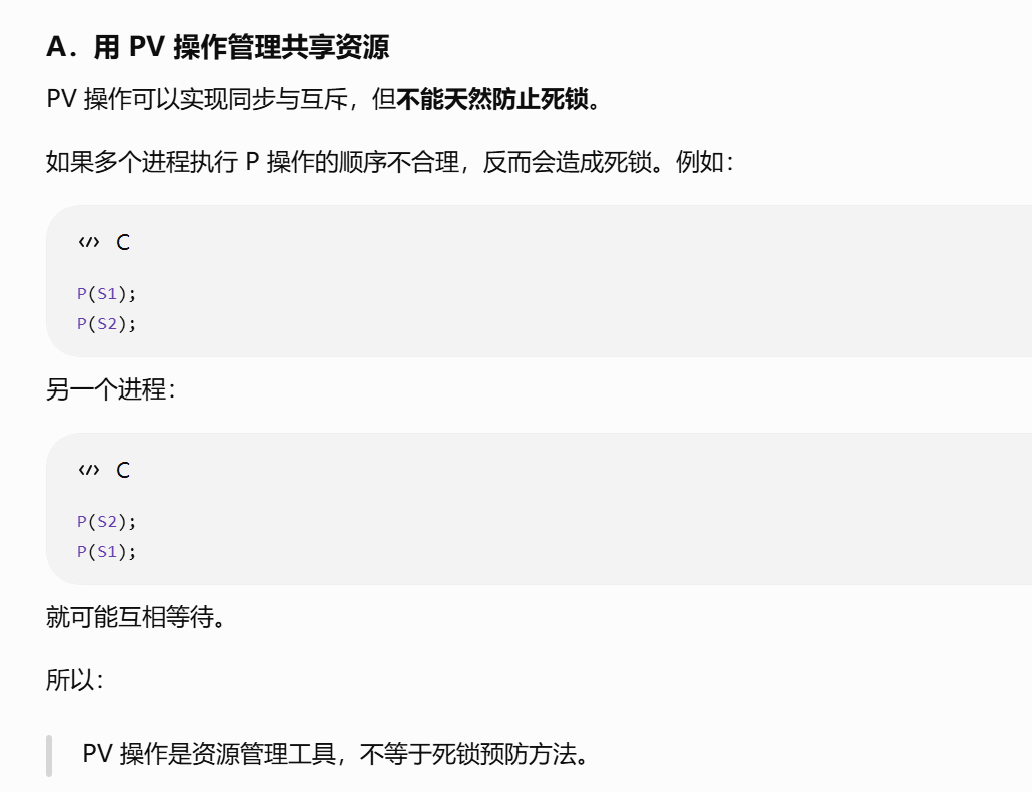 A．用 PV 操作管理共享资源
PV 操作可以实现同步与互斥，但不能天然防止死锁。
如果多个进程执行 P 操作的顺序不合理，反而会造成死锁。例如：
</> C
P(S1);
P(S2);
另一个进程：
</> C
P(S2);
P(S1);
就可能互相等待。
所以：
PV 操作是资源管理工具，不等于死锁预防方法。